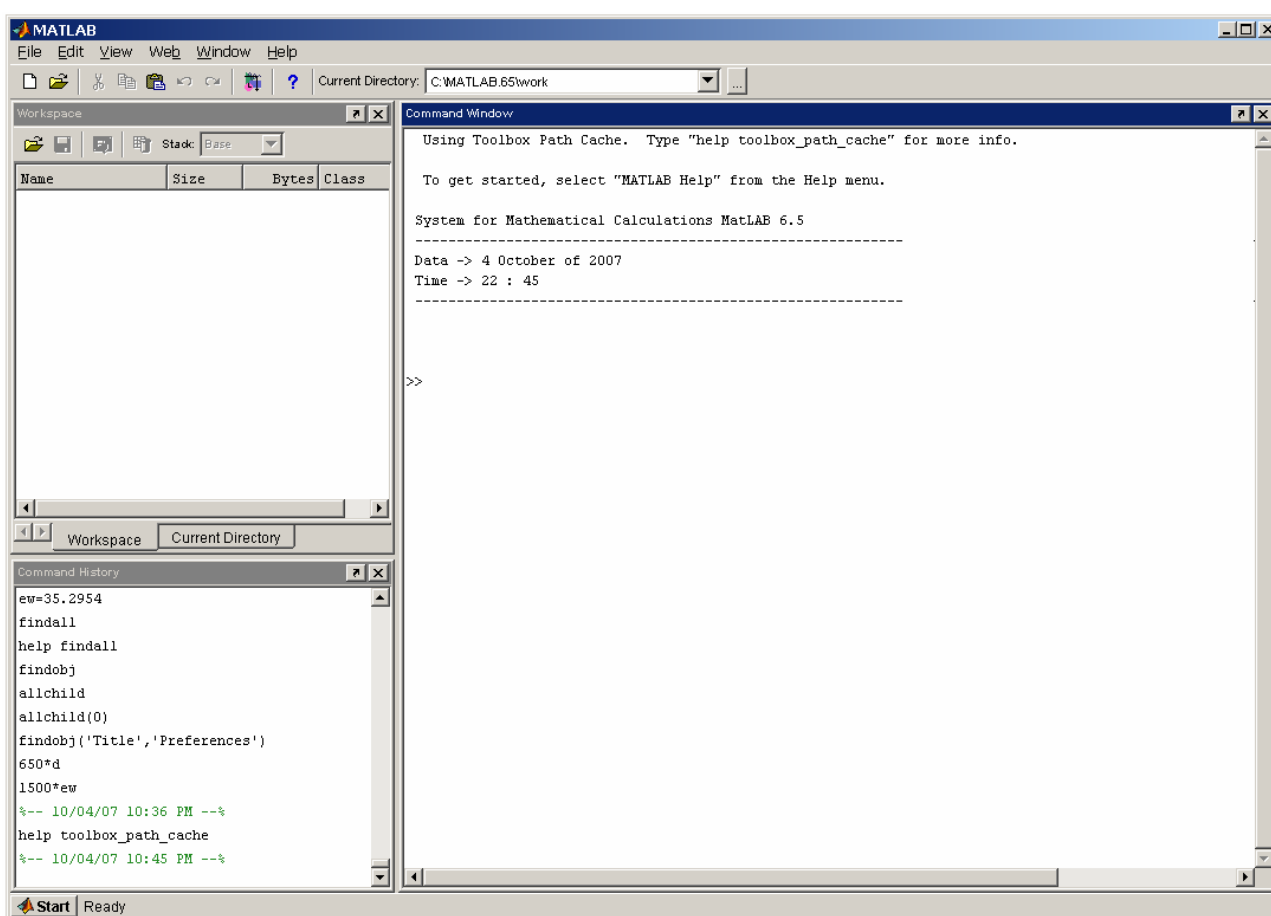 MATLAB
File Edit View Web Window Help
? Current Directory: C:\MATLAB.65\work ...
Workspace
Stack: Base
Name Size Bytes Class
Workspace Current Directory
Command History
ew=35.2954
findall
help findall
findobj
allchild
allchild(0)
findobj('Title','Preferences')
650*d
1500*ew
%-- 10/04/07 10:36 PM --%
help toolbox_path_cache
%-- 10/04/07 10:45 PM --%
Command Window
Using Toolbox Path Cache. Type "help toolbox_path_cache" for more info.
To get started, select "MATLAB Help" from the Help menu.
System for Mathematical Calculations MatLAB 6.5
-----------------------------------------------------------
Data -> 4 October of 2007
Time -> 22 : 45
-----------------------------------------------------------
>>
Start Ready